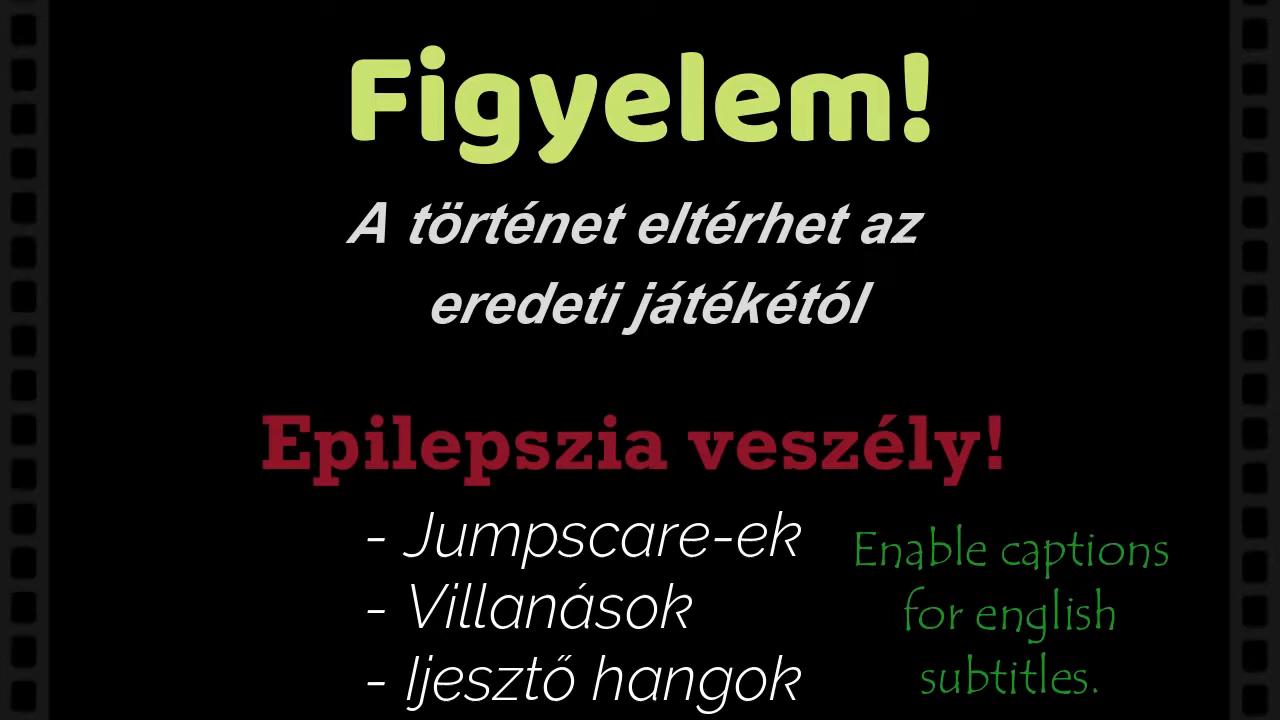 Figyelem!
A történet eltérhet az
eredeti játékétól
Epilepszia veszély!
- Jumpscare-ek
- Villanások
- Ijesztő hangok
Enable captions
for english
subtitles.